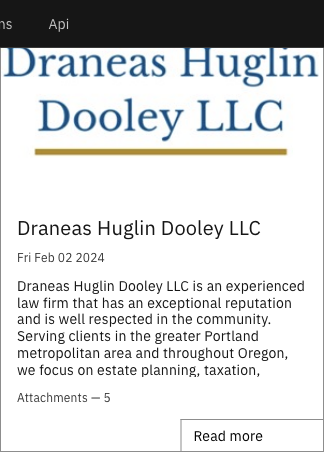 ns Api
Draneas Huglin
Dooley LLC
Draneas Huglin Dooley LLC
Fri Feb 02 2024
Draneas Huglin Dooley LLC is an experienced
law firm that has an exceptional reputation
and is well respected in the community.
Serving clients in the greater Portland
metropolitan area and throughout Oregon,
we focus on estate planning, taxation,
Attachments — 5
Read more